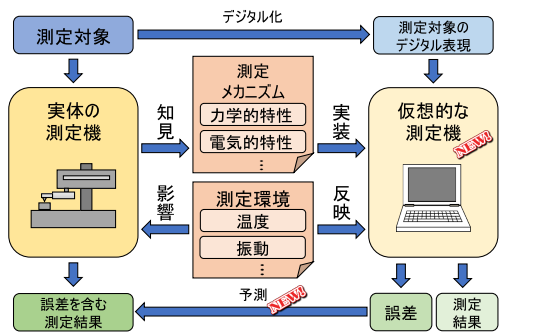 デジタル化
測定対象
測定対象の
デジタル表現
実体の
測定機
知見
測定
メカニズム
力学的特性
電気的特性
⋮
実装
仮想的な
測定機
NEW!
影響
測定環境
温度
振動
⋮
反映
誤差を含む
測定結果
予測
NEW!
誤差
測定
結果